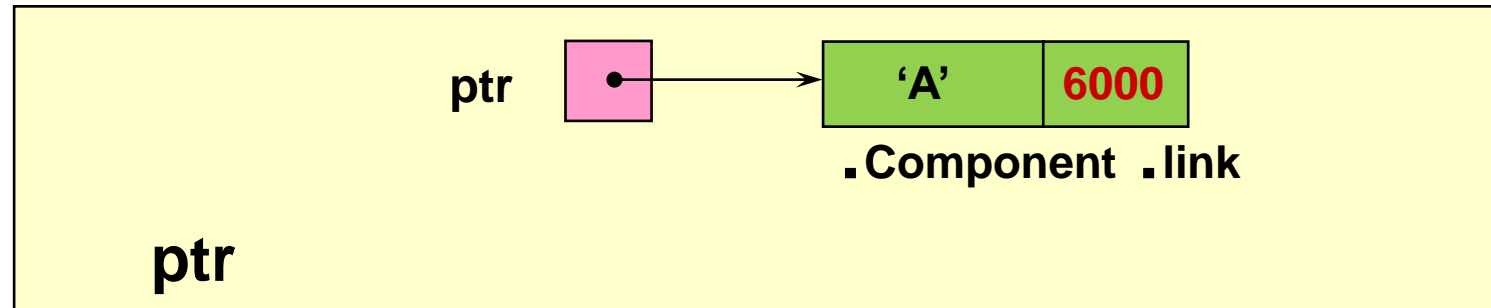 ptr ‘A’ 6000
.Component .link
ptr